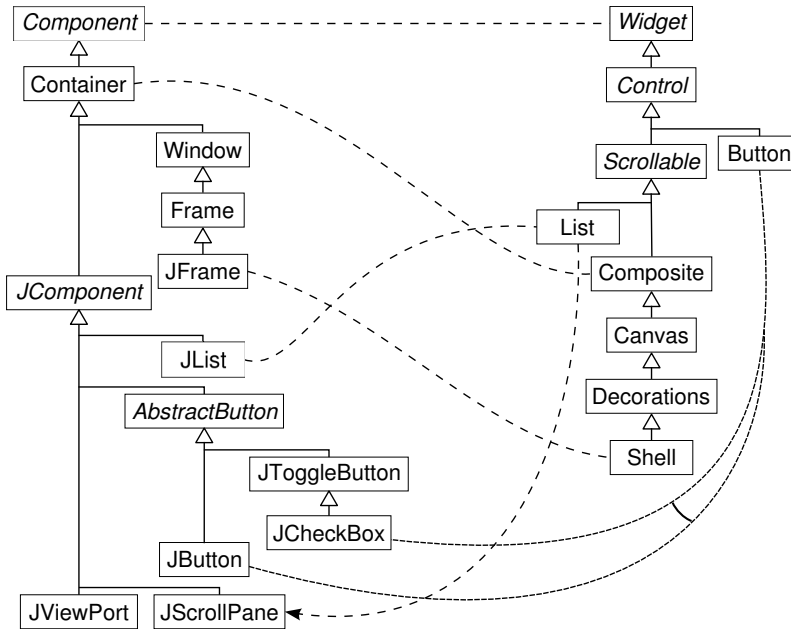 Component
Widget
Container
Control
Window
Scrollable
Button
Frame
List
JFrame
Composite
JComponent
Canvas
JList
Decorations
AbstractButton
Shell
JToggleButton
JCheckBox
JButton
JViewPort
JScrollPane